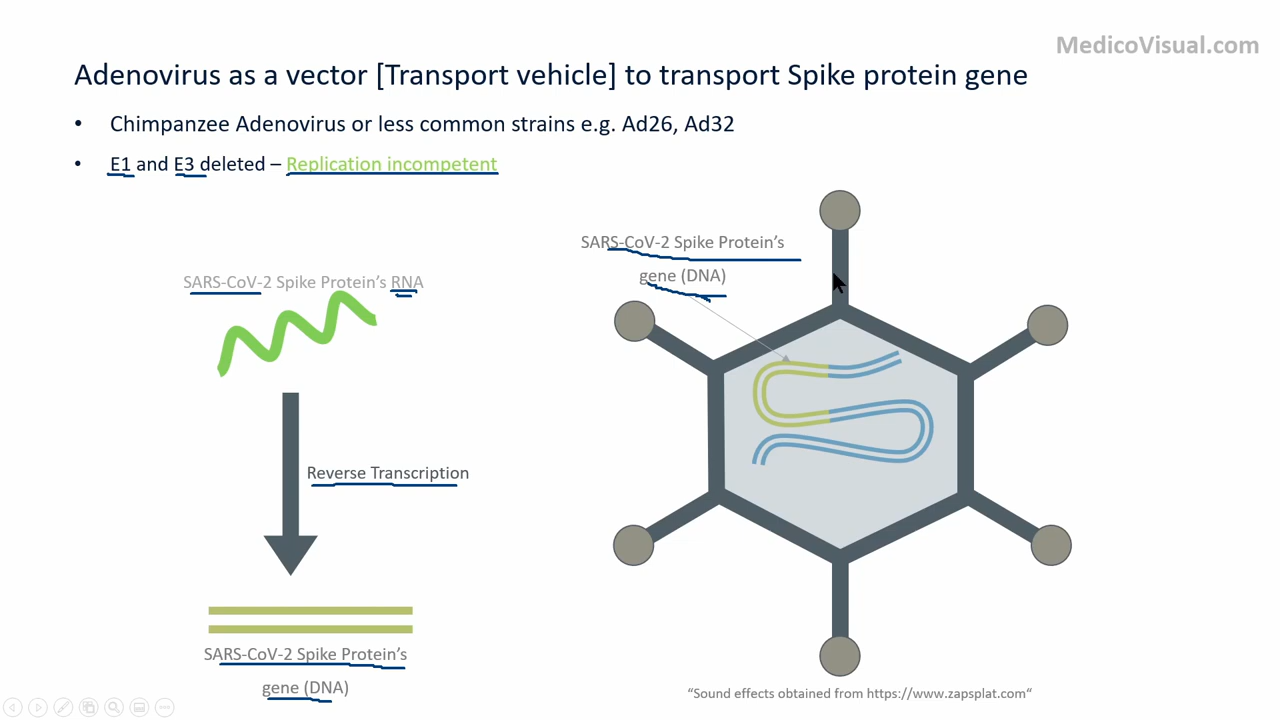 MedicoVisual.com
Adenovirus as a vector [Transport vehicle] to transport Spike protein gene
• Chimpanzee Adenovirus or less common strains e.g. Ad26, Ad32
• E1 and E3 deleted – Replication incompetent
SARS-CoV-2 Spike Protein’s
gene (DNA)
SARS-CoV-2 Spike Protein’s RNA
Reverse Transcription
SARS-CoV-2 Spike Protein’s
gene (DNA)
“Sound effects obtained from https://www.zapsplat.com“